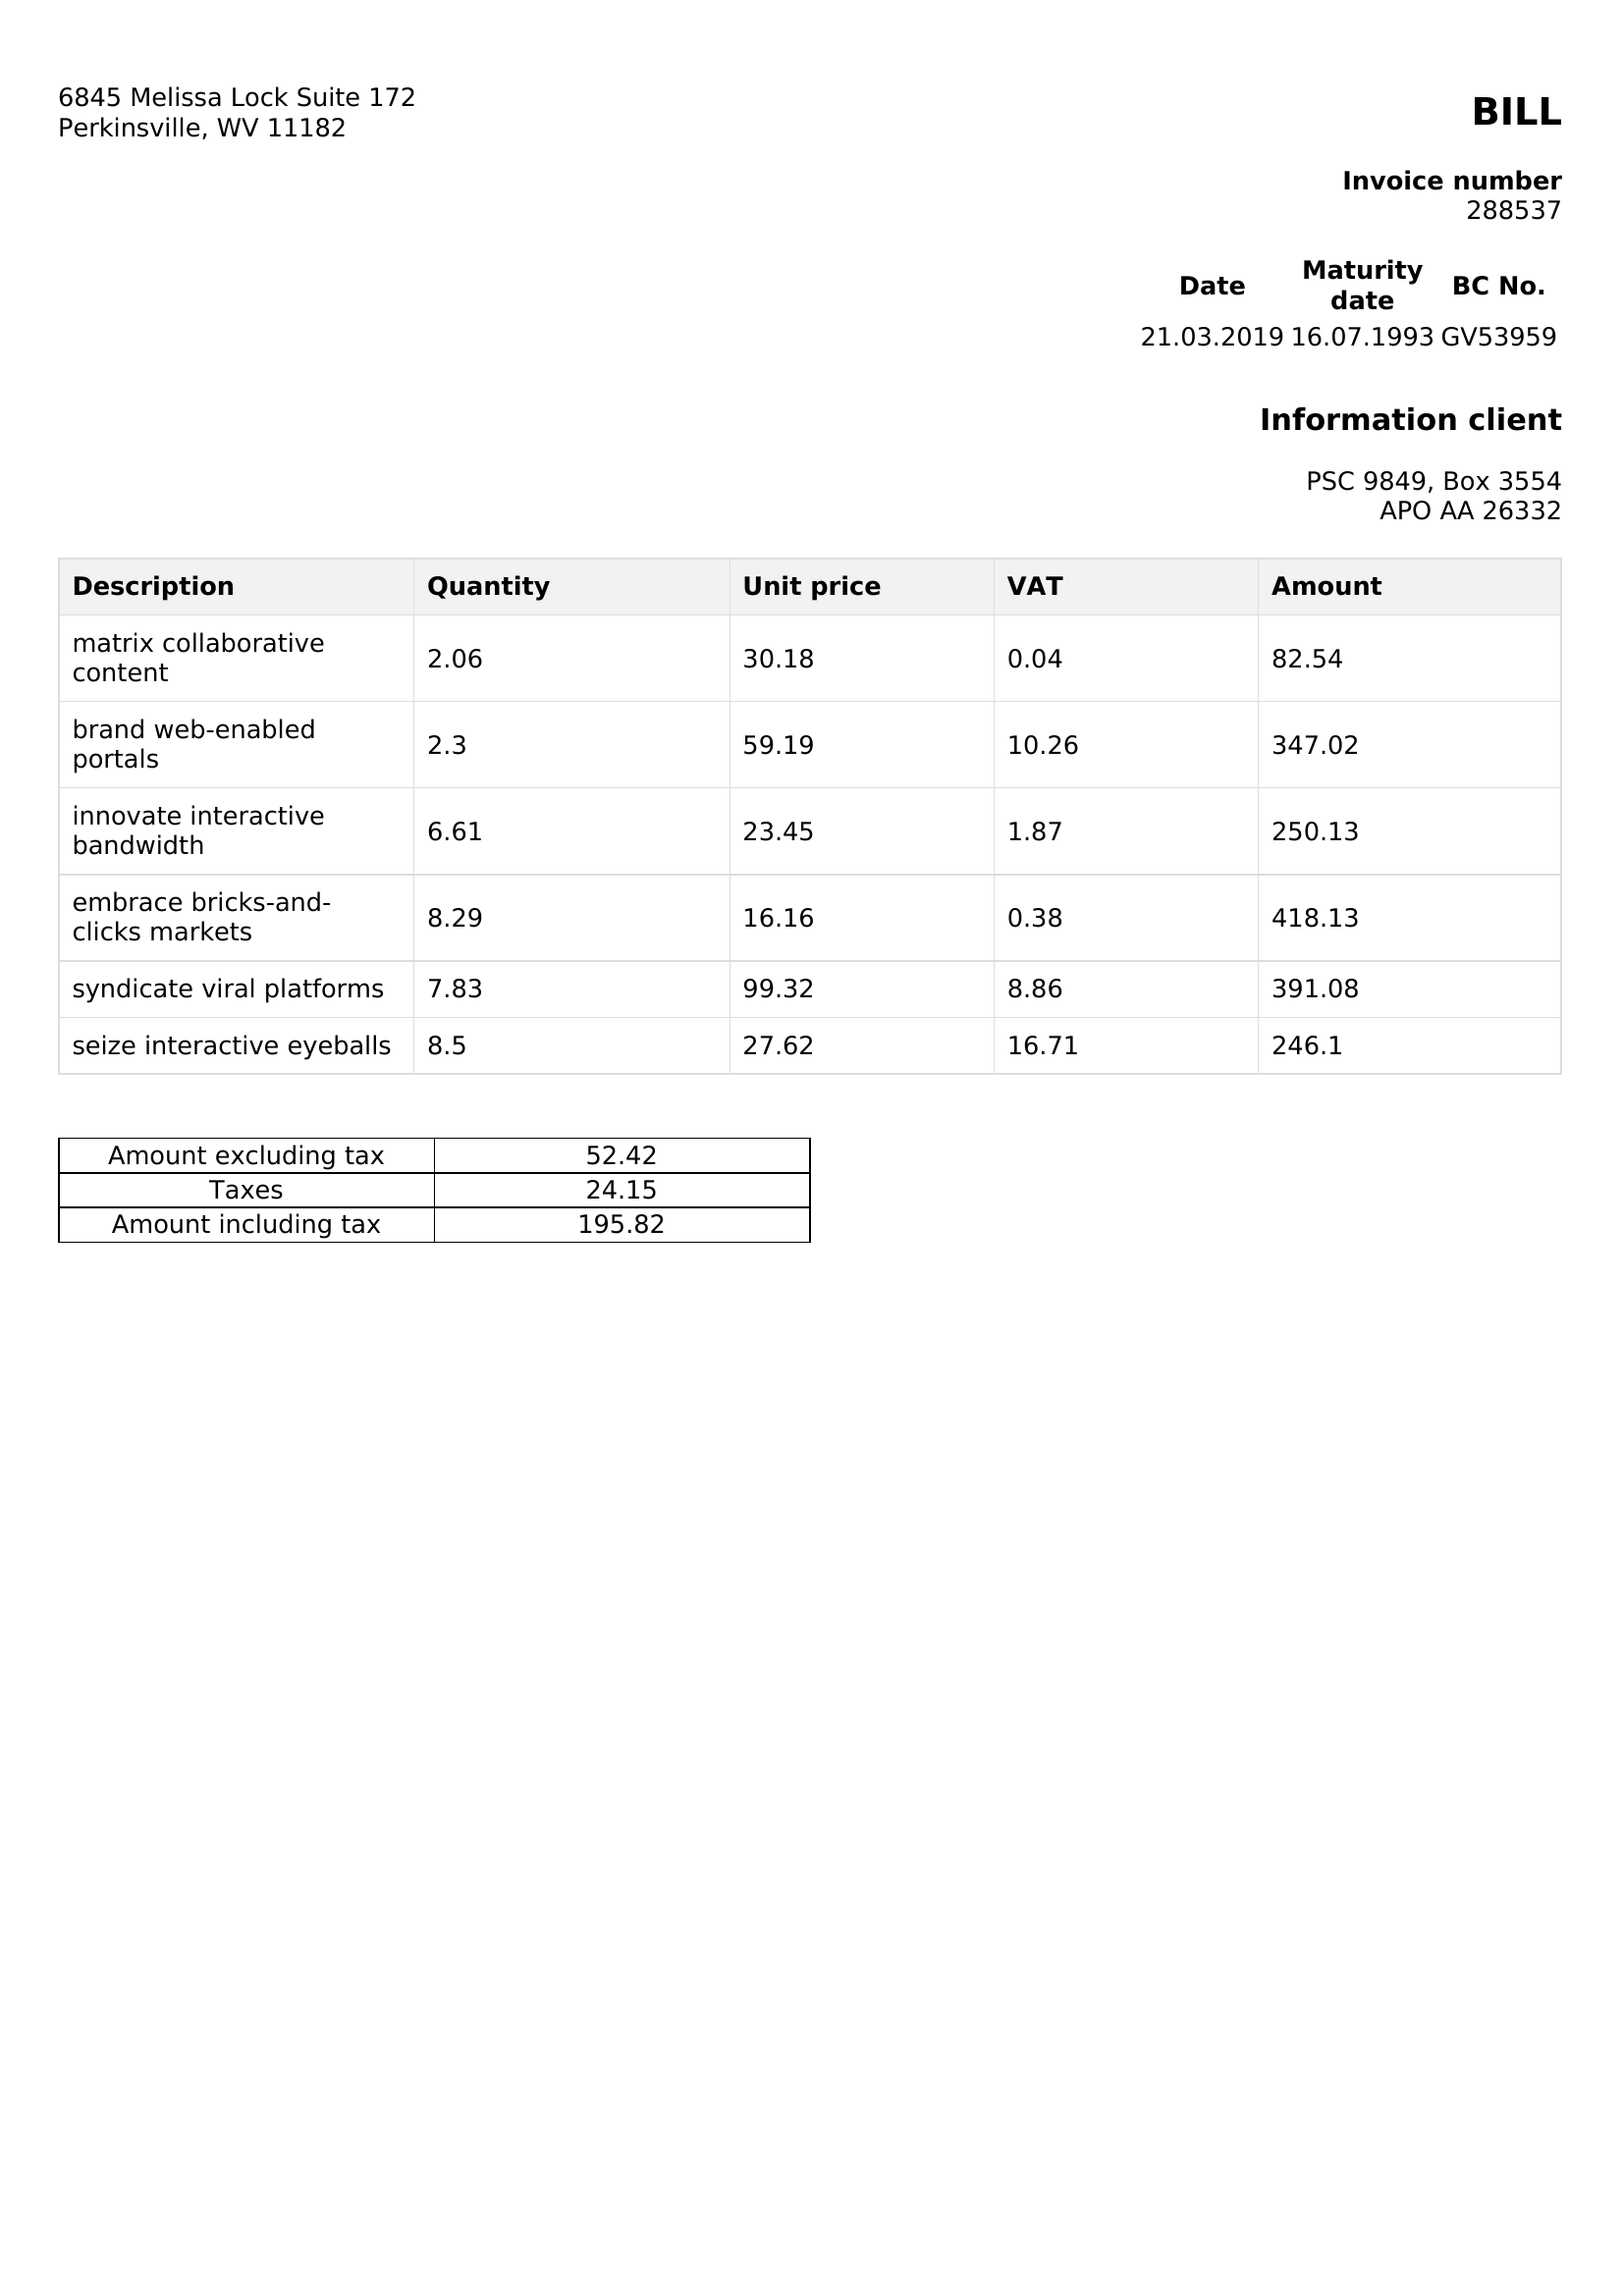 6845 Melissa Lock Suite 172
Perkinsville, WV 11182
BILL
Invoice number
288537
Date Maturity date BC No.
21.03.2019 16.07.1993 GV53959
Information client
PSC 9849, Box 3554
APO AA 26332
Description Quantity Unit price VAT Amount
matrix collaborative content 2.06 30.18 0.04 82.54
brand web-enabled portals 2.3 59.19 10.26 347.02
innovate interactive bandwidth 6.61 23.45 1.87 250.13
embrace bricks-and-clicks markets 8.29 16.16 0.38 418.13
syndicate viral platforms 7.83 99.32 8.86 391.08
seize interactive eyeballs 8.5 27.62 16.71 246.1
Amount excluding tax 52.42
Taxes 24.15
Amount including tax 195.82